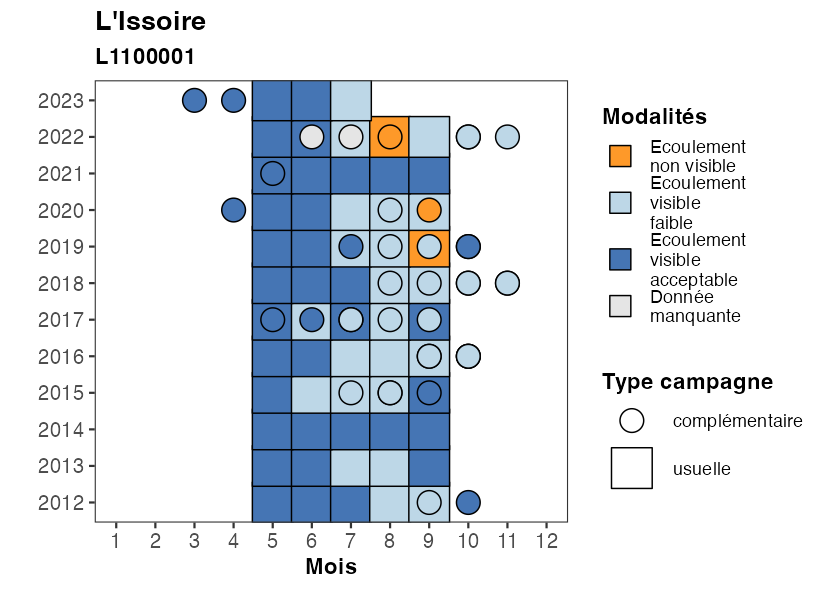 L'Issoire
L1100001
2023
2022
2021
2020
2019
2018
2017
2016
2015
2014
2013
2012
1 2 3 4 5 6 7 8 9 10 11 12
Mois
Modalités
Ecoulement
non visible
Ecoulement
visible
faible
Ecoulement
visible
acceptable
Donnée
manquante
Type campagne
complémentaire
usuelle